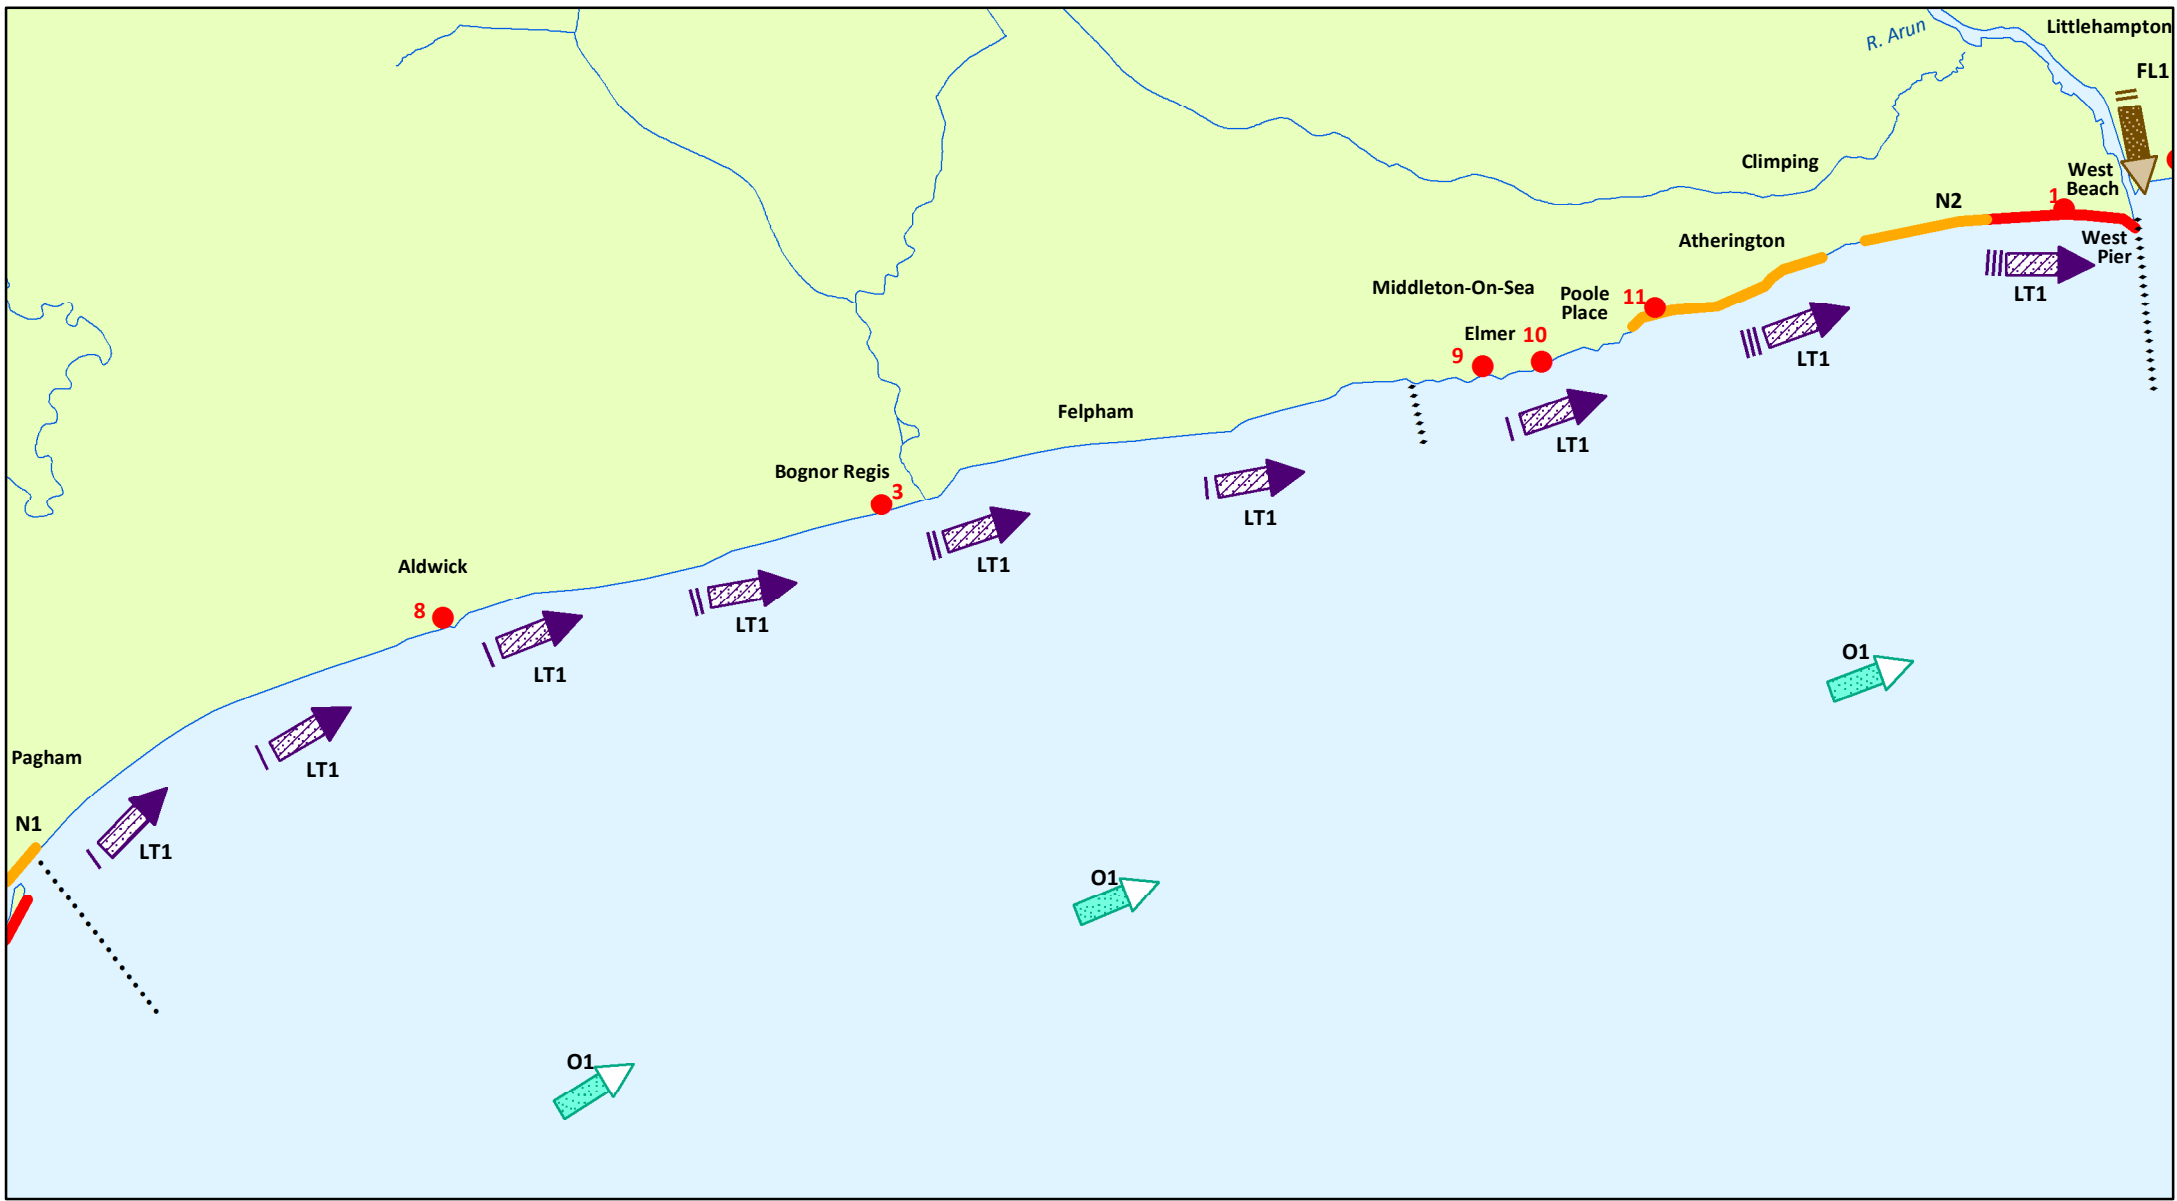 Littlehampton
R. Arun
FL1
Climping
West
Beach
1
N2
West
Pier
Atherington
LT1
Middleton-On-Sea
Poole
Place
11
Elmer
10
9
LT1
LT1
Felpham
Bognor Regis
3
LT1
LT1
Aldwick
8
LT1
LT1
O1
Pagham
LT1
N1
LT1
O1
O1